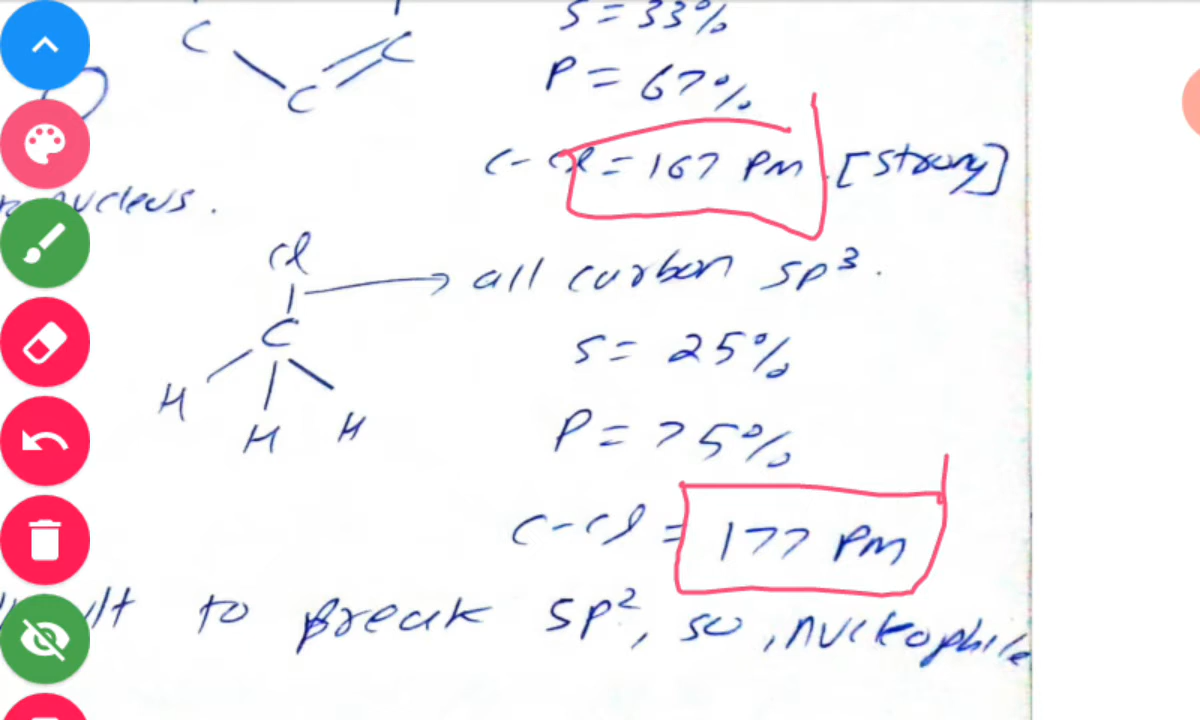 S = 33%
C
C
C
P = 67%
C-Cl = 167 Pm [strong]
nucleus.
Cl
all carbon sp³.
C
S = 25%
H H H
P = 75%
C-Cl = 177 Pm
to break sp², so, nucleophile